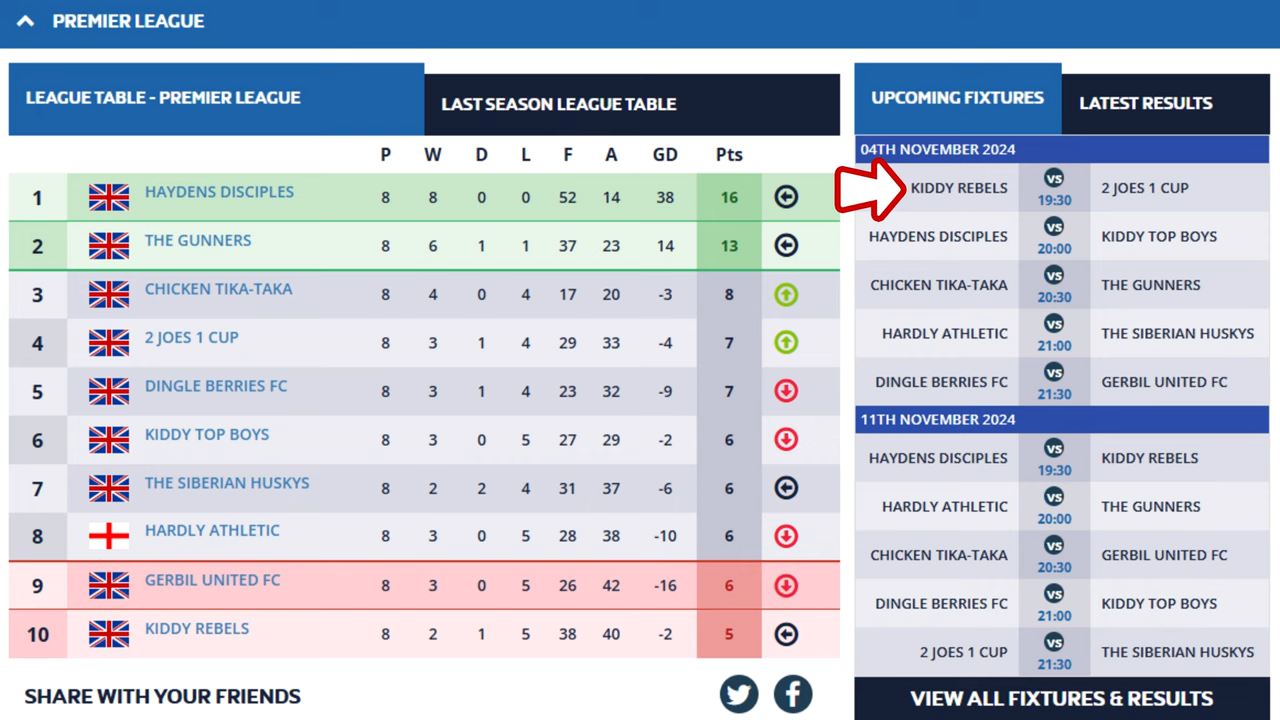 PREMIER LEAGUE
LEAGUE TABLE - PREMIER LEAGUE
LAST SEASON LEAGUE TABLE
P W D L F A GD Pts
1 HAYDENS DISCIPLES 8 8 0 0 52 14 38 16
2 THE GUNNERS 8 6 1 1 37 23 14 13
3 CHICKEN TIKA-TAKA 8 4 0 4 17 20 -3 8
4 2 JOES 1 CUP 8 3 1 4 29 33 -4 7
5 DINGLE BERRIES FC 8 3 1 4 23 32 -9 7
6 KIDDY TOP BOYS 8 3 0 5 27 29 -2 6
7 THE SIBERIAN HUSKYS 8 2 2 4 31 37 -6 6
8 HARDLY ATHLETIC 8 3 0 5 28 38 -10 6
9 GERBIL UNITED FC 8 3 0 5 26 42 -16 6
10 KIDDY REBELS 8 2 1 5 38 40 -2 5
SHARE WITH YOUR FRIENDS
UPCOMING FIXTURES
LATEST RESULTS
04TH NOVEMBER 2024
KIDDY REBELS vs 2 JOES 1 CUP
19:30
HAYDENS DISCIPLES vs KIDDY TOP BOYS
20:00
CHICKEN TIKA-TAKA vs THE GUNNERS
20:30
HARDLY ATHLETIC vs THE SIBERIAN HUSKYS
21:00
DINGLE BERRIES FC vs GERBIL UNITED FC
21:30
11TH NOVEMBER 2024
HAYDENS DISCIPLES vs KIDDY REBELS
19:30
HARDLY ATHLETIC vs THE GUNNERS
20:00
CHICKEN TIKA-TAKA vs GERBIL UNITED FC
20:30
DINGLE BERRIES FC vs KIDDY TOP BOYS
21:00
2 JOES 1 CUP vs THE SIBERIAN HUSKYS
21:30
VIEW ALL FIXTURES & RESULTS